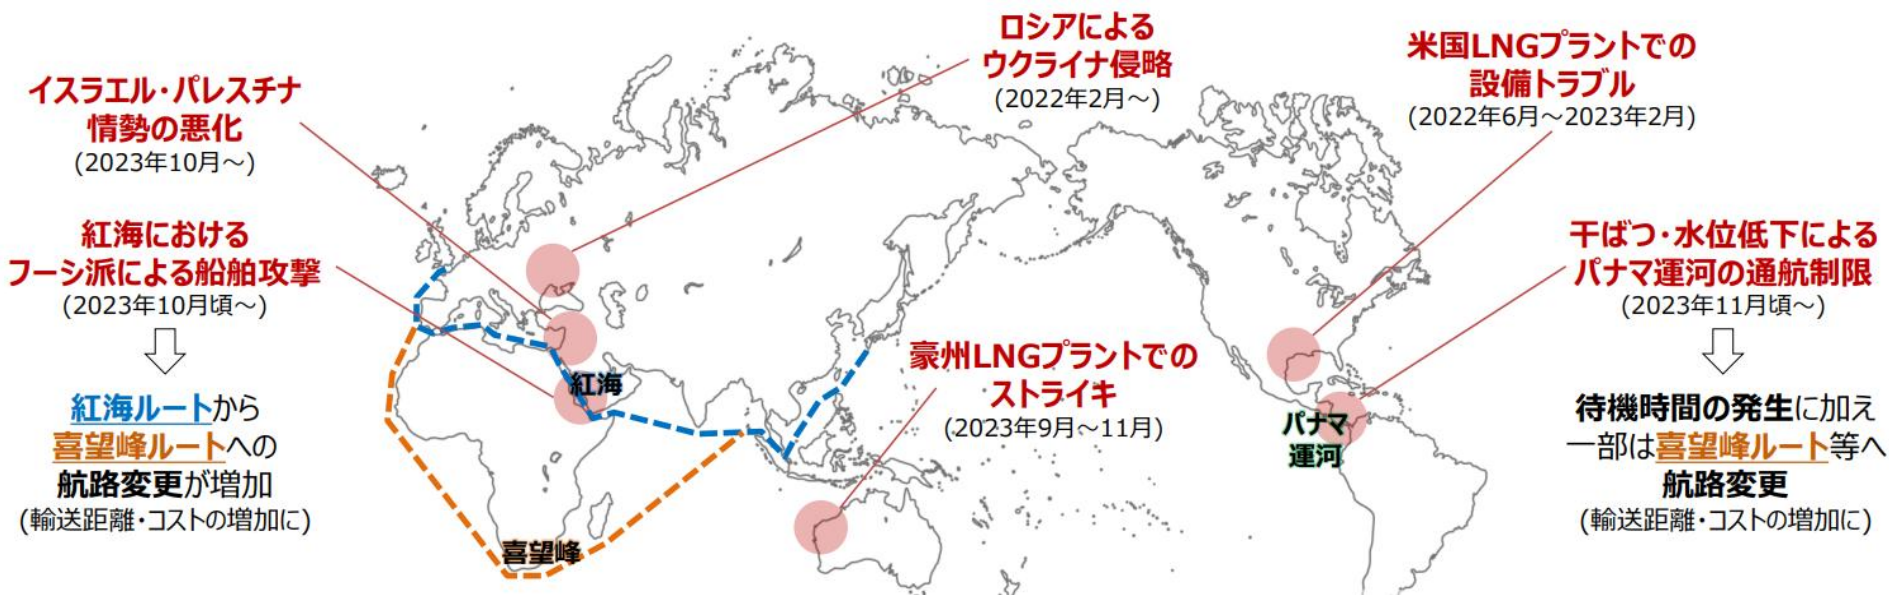 イスラエル・パレスチナ
情勢の悪化
(2023年10月～)
紅海における
フーシ派による船舶攻撃
(2023年10月頃～)
紅海ルートから
喜望峰ルートへの
航路変更が増加
(輸送距離・コストの増加に)
ロシアによる
ウクライナ侵略
(2022年2月～)
紅海
喜望峰
豪州LNGプラントでの
ストライキ
(2023年9月～11月)
米国LNGプラントでの
設備トラブル
(2022年6月～2023年2月)
パナマ
運河
干ばつ・水位低下による
パナマ運河の通航制限
(2023年11月頃～)
待機時間の発生に加え
一部は喜望峰ルート等へ
航路変更
(輸送距離・コストの増加に)